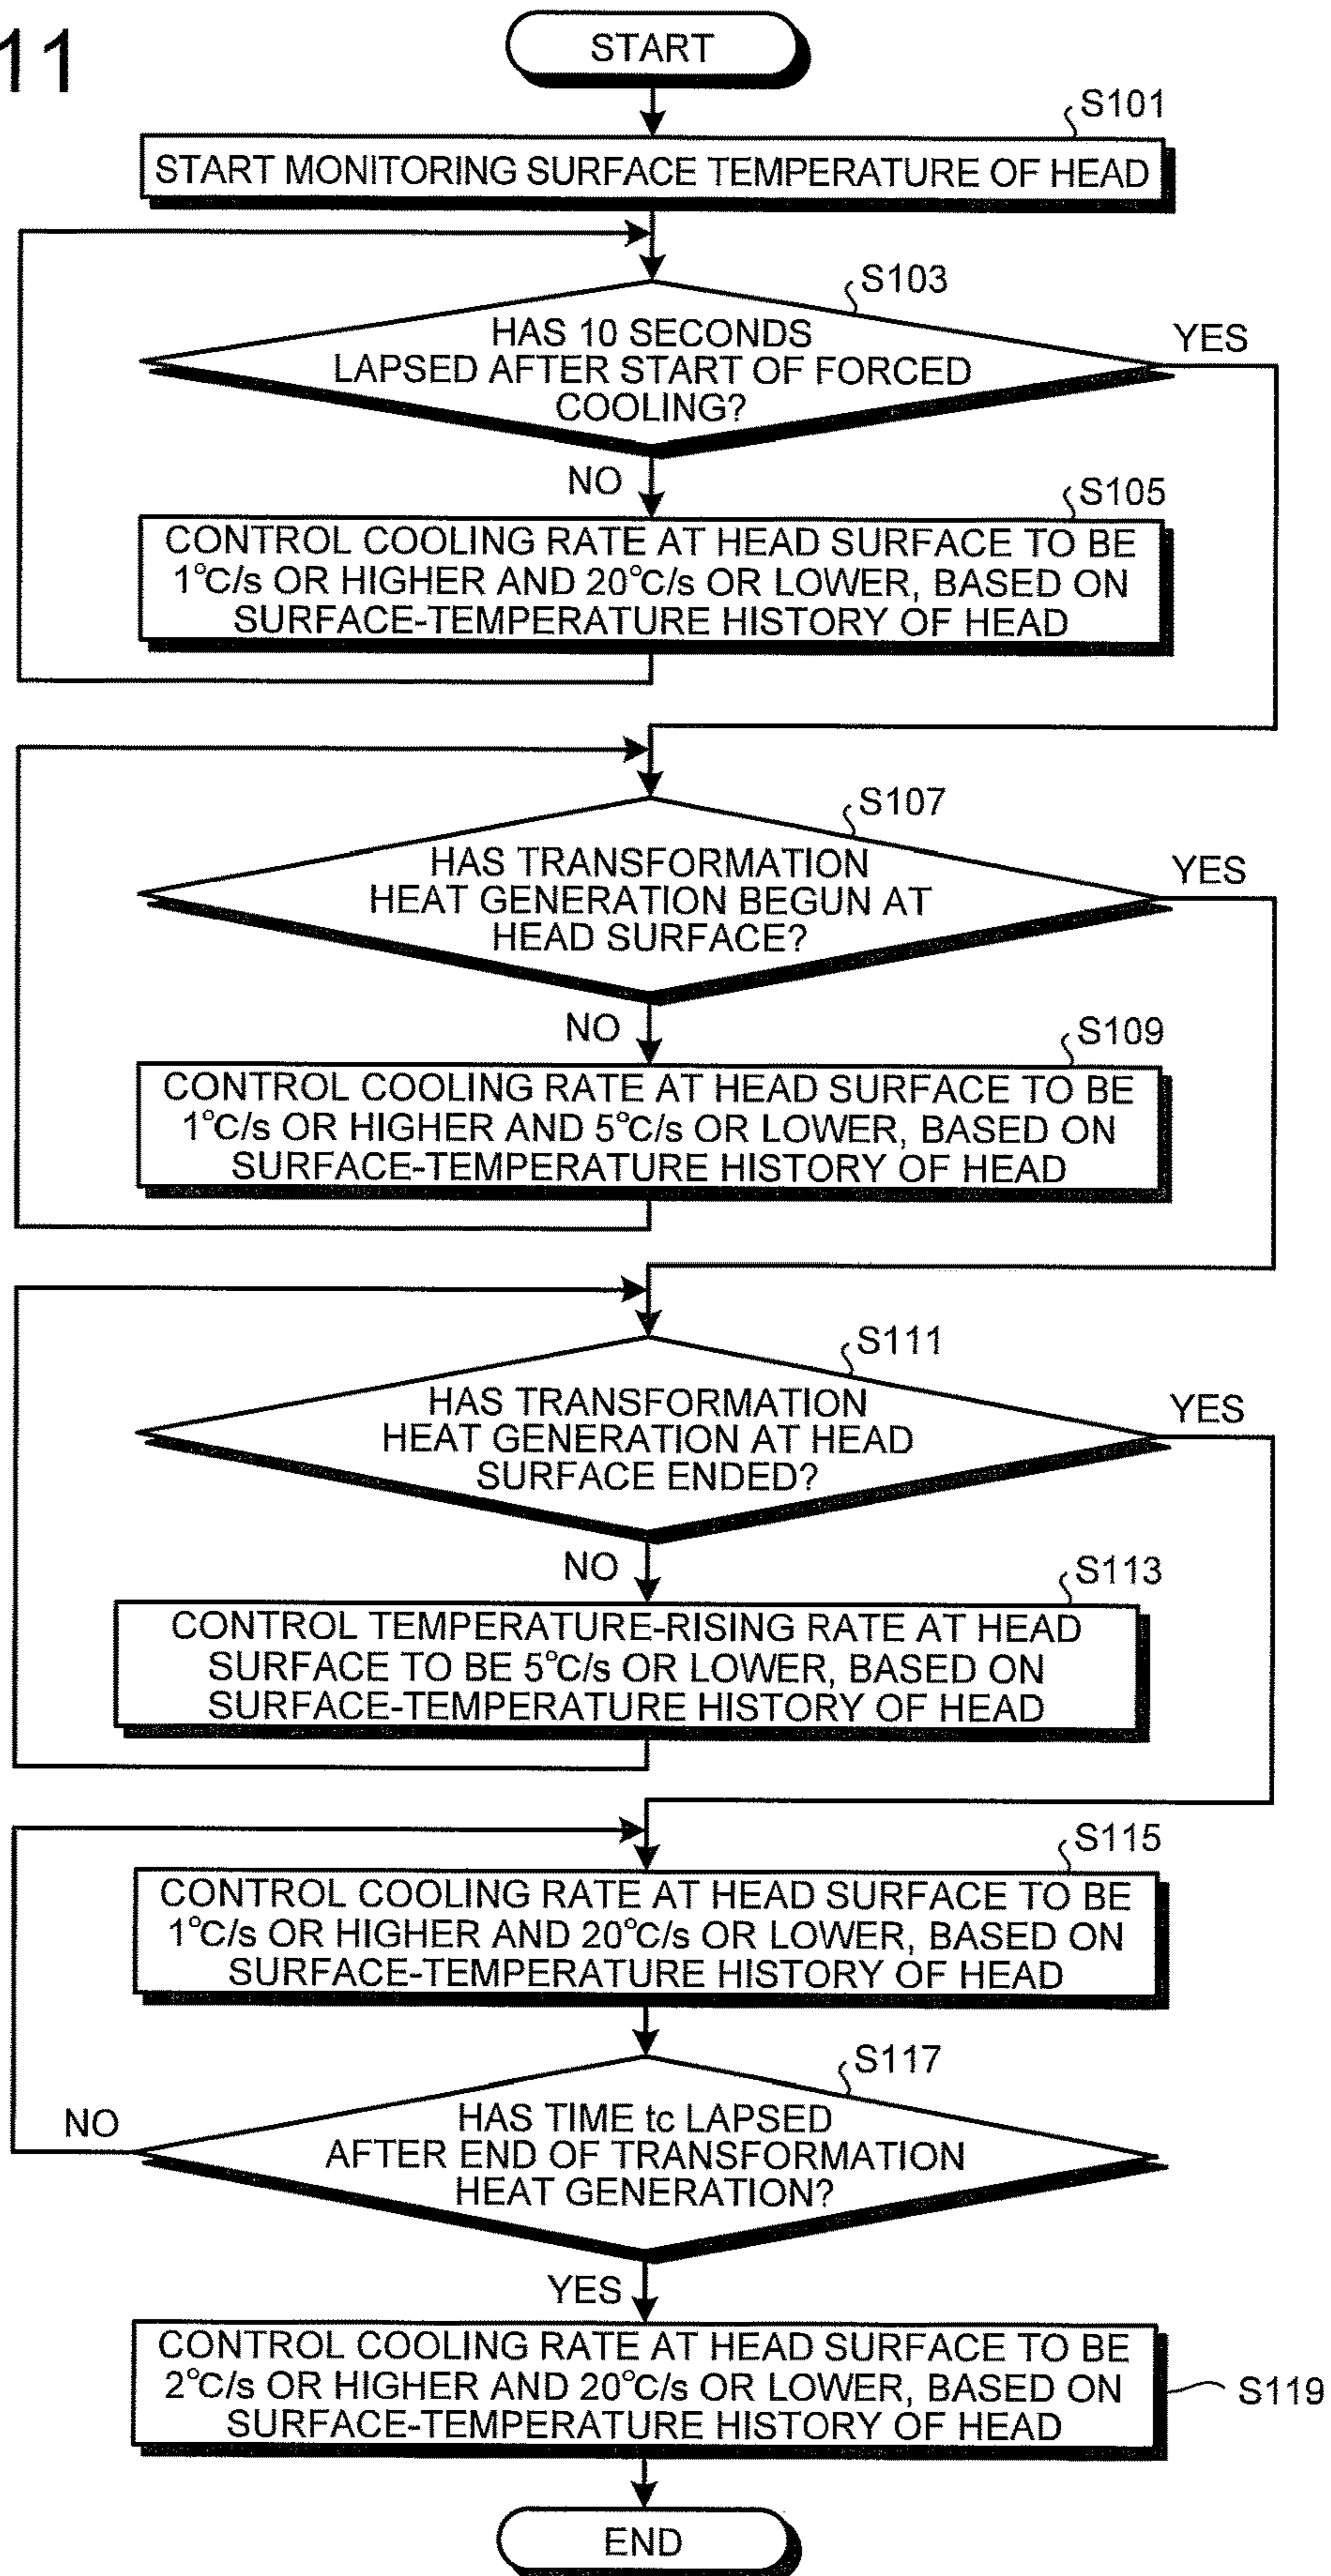 11
START
S101
START MONITORING SURFACE TEMPERATURE OF HEAD
S103
HAS 10 SECONDS
LAPSED AFTER START OF FORCED
COOLING?
YES
NO
S105
CONTROL COOLING RATE AT HEAD SURFACE TO BE
1°C/s OR HIGHER AND 20°C/s OR LOWER, BASED ON
SURFACE-TEMPERATURE HISTORY OF HEAD
S107
HAS TRANSFORMATION
HEAT GENERATION BEGUN AT
HEAD SURFACE?
YES
NO
S109
CONTROL COOLING RATE AT HEAD SURFACE TO BE
1°C/s OR HIGHER AND 5°C/s OR LOWER, BASED ON
SURFACE-TEMPERATURE HISTORY OF HEAD
S111
HAS TRANSFORMATION
HEAT GENERATION AT HEAD
SURFACE ENDED?
YES
NO
S113
CONTROL TEMPERATURE-RISING RATE AT HEAD
SURFACE TO BE 5°C/s OR LOWER, BASED ON
SURFACE-TEMPERATURE HISTORY OF HEAD
S115
CONTROL COOLING RATE AT HEAD SURFACE TO BE
1°C/s OR HIGHER AND 20°C/s OR LOWER, BASED ON
SURFACE-TEMPERATURE HISTORY OF HEAD
S117
NO
HAS TIME tc LAPSED
AFTER END OF TRANSFORMATION
HEAT GENERATION?
YES
CONTROL COOLING RATE AT HEAD SURFACE TO BE
2°C/s OR HIGHER AND 20°C/s OR LOWER, BASED ON
SURFACE-TEMPERATURE HISTORY OF HEAD
S119
END